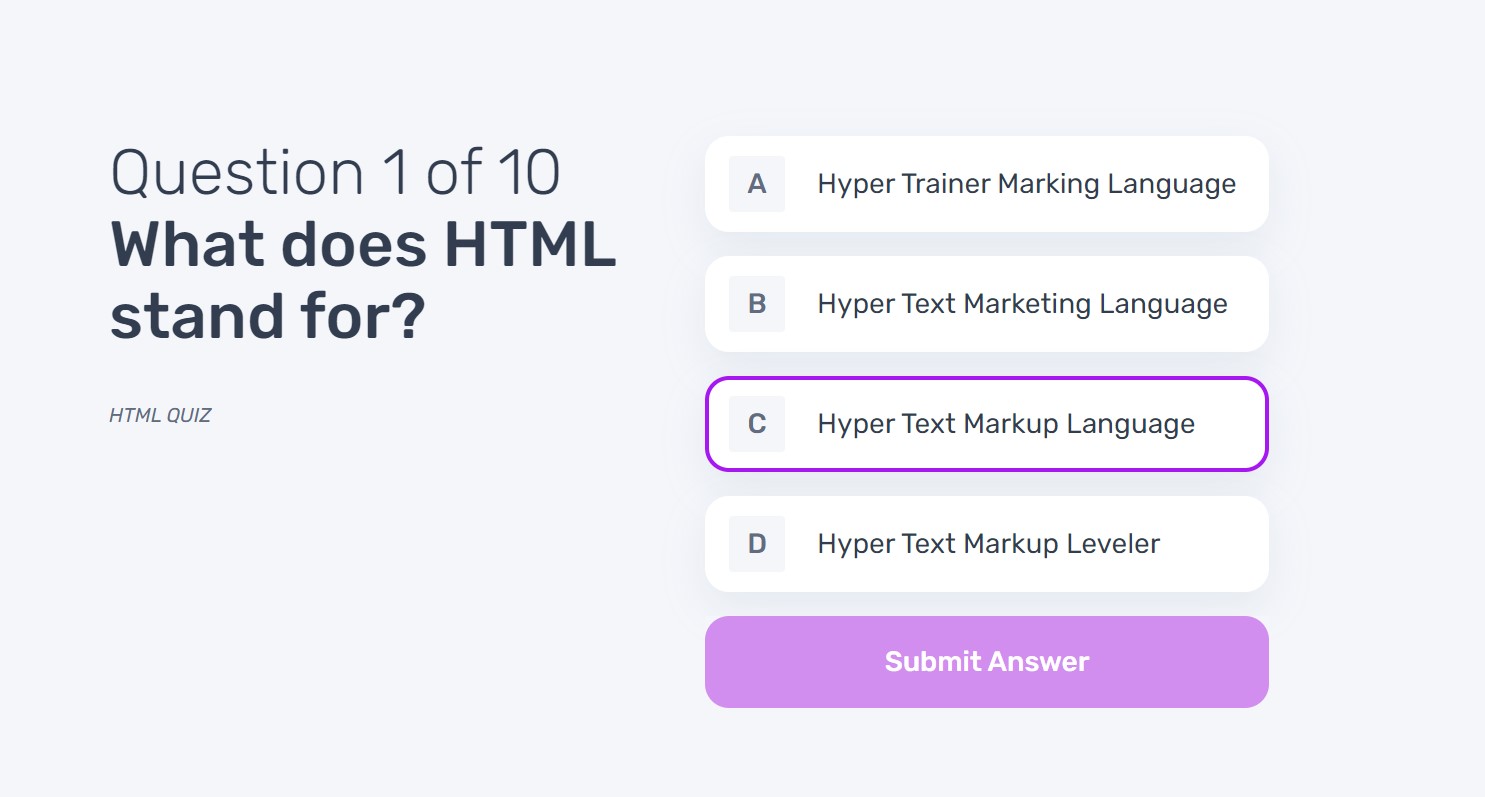 Question 1 of 10
What does HTML
stand for?
HTML QUIZ
A Hyper Trainer Marking Language
B Hyper Text Marketing Language
C Hyper Text Markup Language
D Hyper Text Markup Leveler
Submit Answer